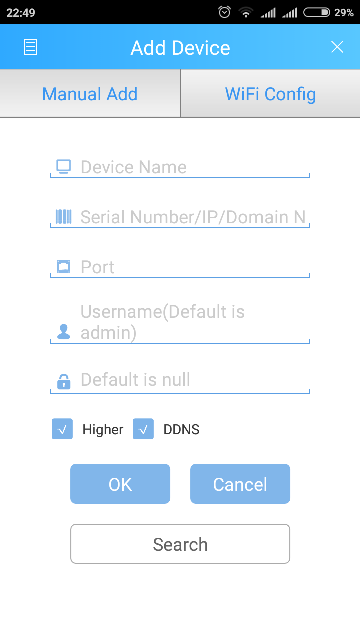 22:49
29%
Add Device
Manual Add
WiFi Config
Device Name
Serial Number/IP/Domain N
Port
Username(Default is
admin)
Default is null
Higher
DDNS
OK
Cancel
Search